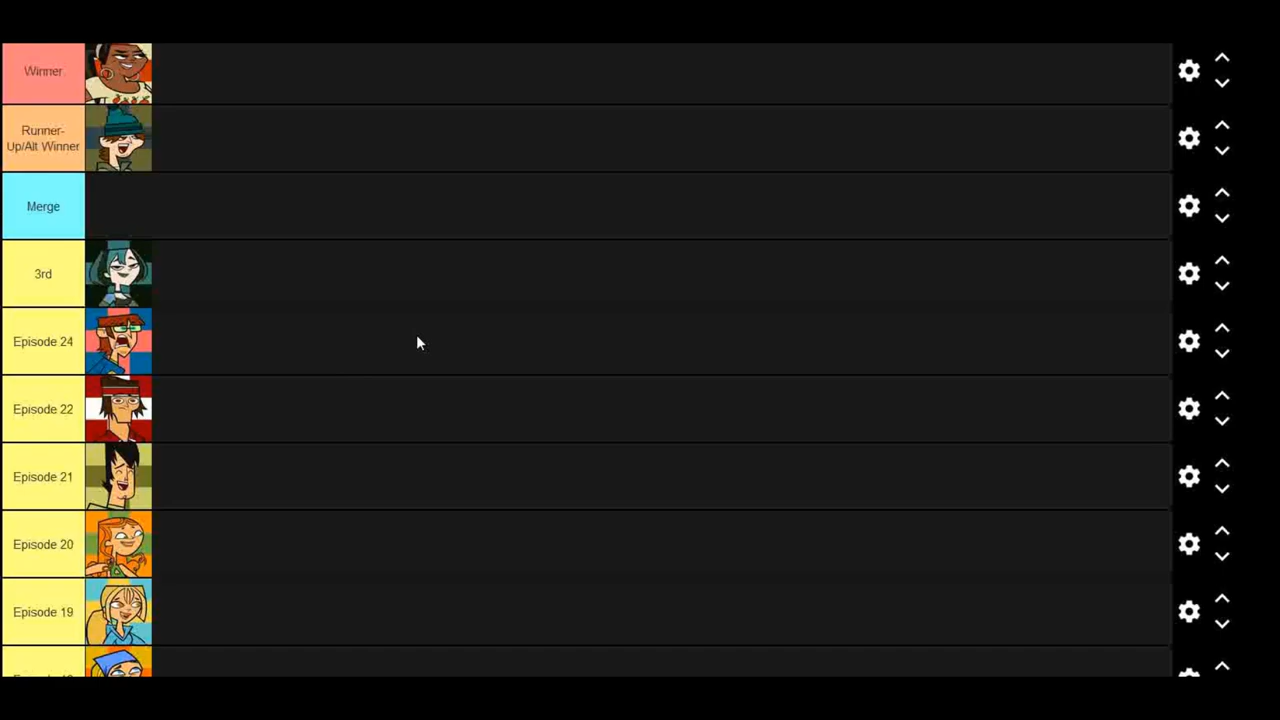 Winner
Runner-
Up/Alt Winner
Merge
3rd
Episode 24
Episode 22
Episode 21
Episode 20
Episode 19